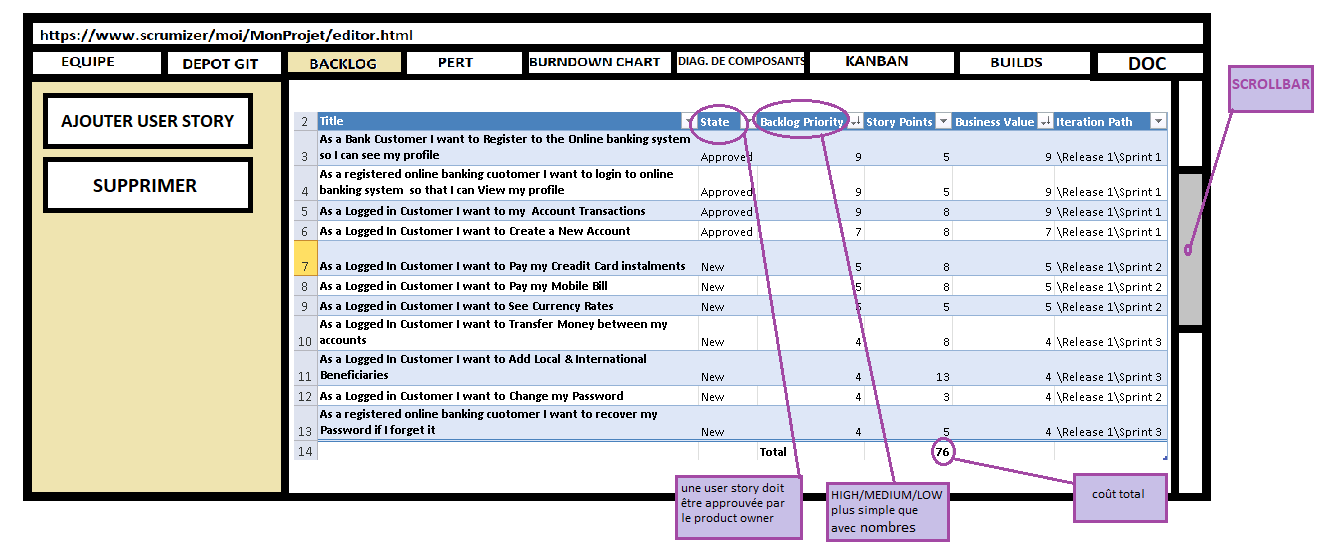 https://www.scrumizer/moi/MonProjet/editor.html
EQUIPE DEPOT GIT BACKLOG PERT BURNDOWN CHART DIAG. DE COMPOSANTS KANBAN BUILDS DOC
SCROLLBAR
AJOUTER USER STORY
SUPPRIMER
2 Title State Backlog Priority Story Points Business Value Iteration Path
As a Bank Customer I want to Register to the Online banking system
3 so I can see my profile Approved 9 5 9 \Release 1\Sprint 1
As a registered online banking cuotomer I want to login to online
4 banking system so that I can View my profile Approved 9 5 9 \Release 1\Sprint 1
5 As a Logged in Customer I want to my Account Transactions Approved 9 8 9 \Release 1\Sprint 1
6 As a Logged In Customer I want to Create a New Account Approved 7 8 7 \Release 1\Sprint 1
7 As a Logged In Customer I want to Pay my Creadit Card instalments New 5 8 5 \Release 1\Sprint 2
8 As a Logged In Customer I want to Pay my Mobile Bill New 5 8 5 \Release 1\Sprint 2
9 As a Logged in Customer I want to See Currency Rates New 5 5 5 \Release 1\Sprint 2
As a Logged In Customer I want to Transfer Money between my
10 accounts New 4 8 4 \Release 1\Sprint 3
As a Logged In Customer I want to Add Local & International
11 Beneficiaries New 4 13 4 \Release 1\Sprint 3
12 As a Logged in Customer I want to Change my Password New 4 3 4 \Release 1\Sprint 2
As a registered online banking cuotomer I want to recover my
13 Password if I forget it New 4 5 4 \Release 1\Sprint 3
14 Total 76
une user story doit
être approuvée par
le product owner
HIGH/MEDIUM/LOW
plus simple que
avec nombres
coût total